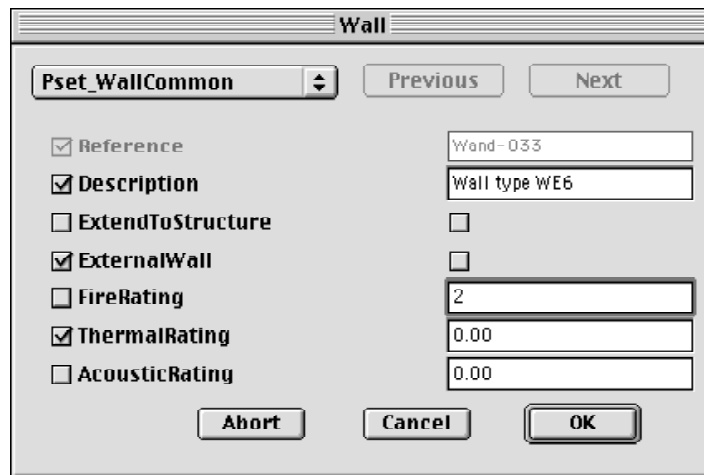 Wall
Pset_WallCommon Previous Next
Reference Wand-033
Description Wall type WE6
ExtendToStructure
ExternalWall
FireRating 2
ThermalRating 0.00
AcousticRating 0.00
Abort Cancel OK